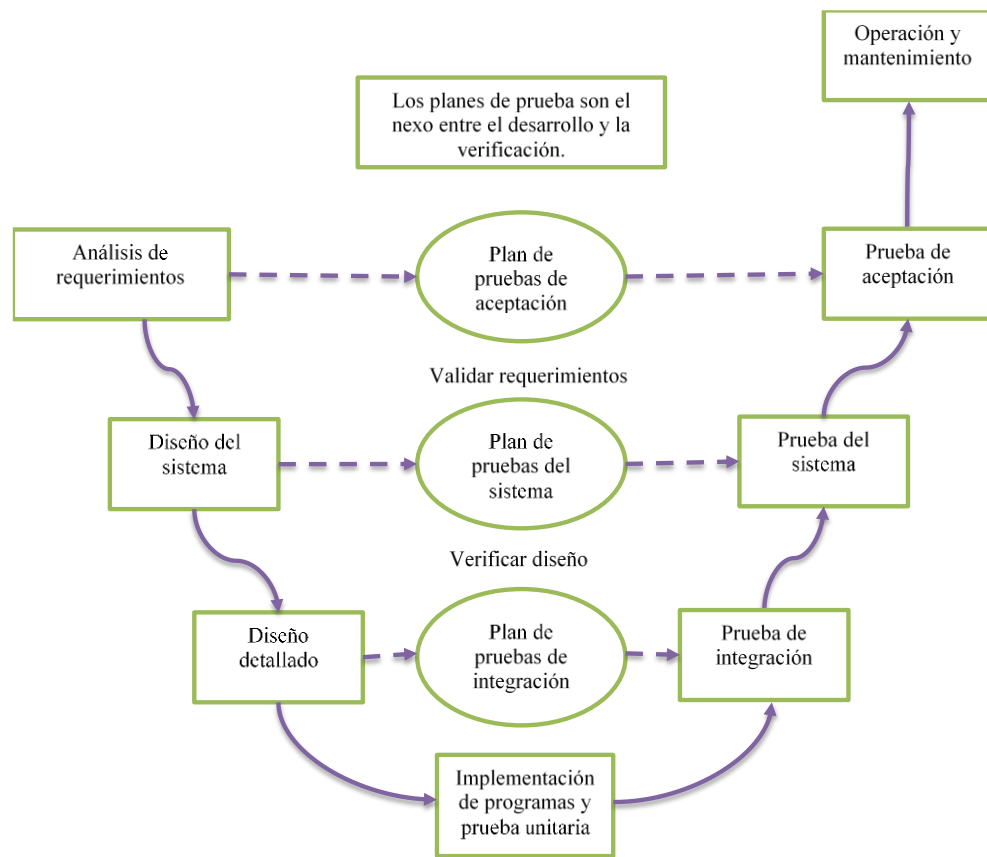 Operación y
mantenimiento
Los planes de prueba son el
nexo entre el desarrollo y la
verificación.
Análisis de
requerimientos
Plan de
pruebas de
aceptación
Prueba de
aceptación
Validar requerimientos
Diseño del
sistema
Plan de
pruebas del
sistema
Prueba del
sistema
Verificar diseño
Diseño
detallado
Plan de
pruebas de
integración
Prueba de
integración
Implementación
de programas y
prueba unitaria